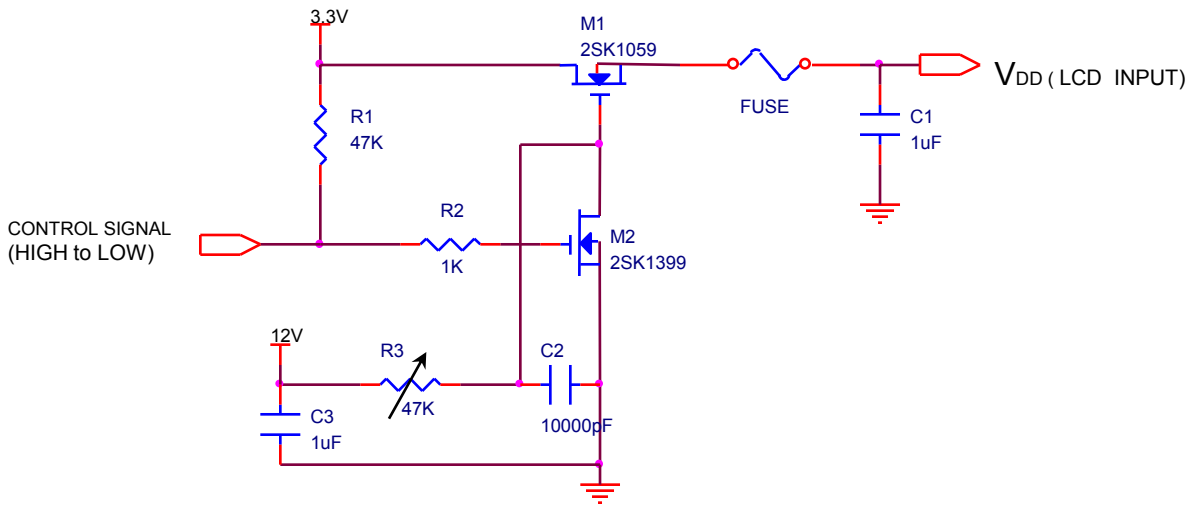 3.3V
M1
2SK1059
VDD ( LCD INPUT)
FUSE
R1
47K
C1
1uF
CONTROL SIGNAL
(HIGH to LOW)
R2
1K
M2
2SK1399
12V
R3
47K
C2
10000pF
C3
1uF